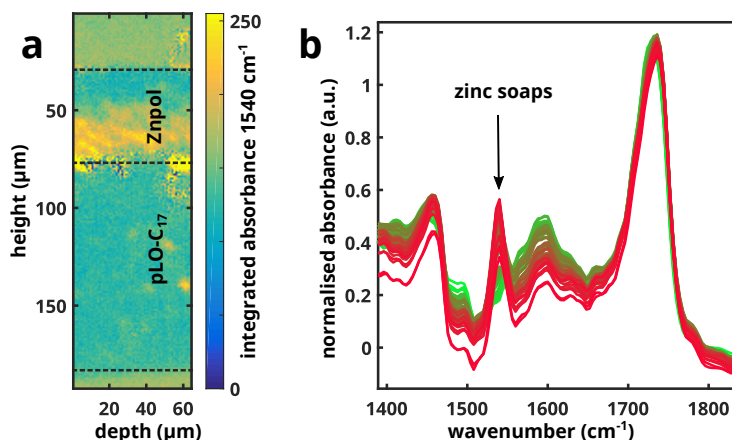 a
250
0
integrated absorbance 1540 cm⁻¹
50
100
150
height (µm)
0
20
40
60
depth (µm)
Znpol
pLO-C₁₇
b
zinc soaps
1.2
1
0.8
0.6
0.4
0.2
0
normalised absorbance (a.u.)
1400
1500
1600
1700
1800
wavenumber (cm⁻¹)